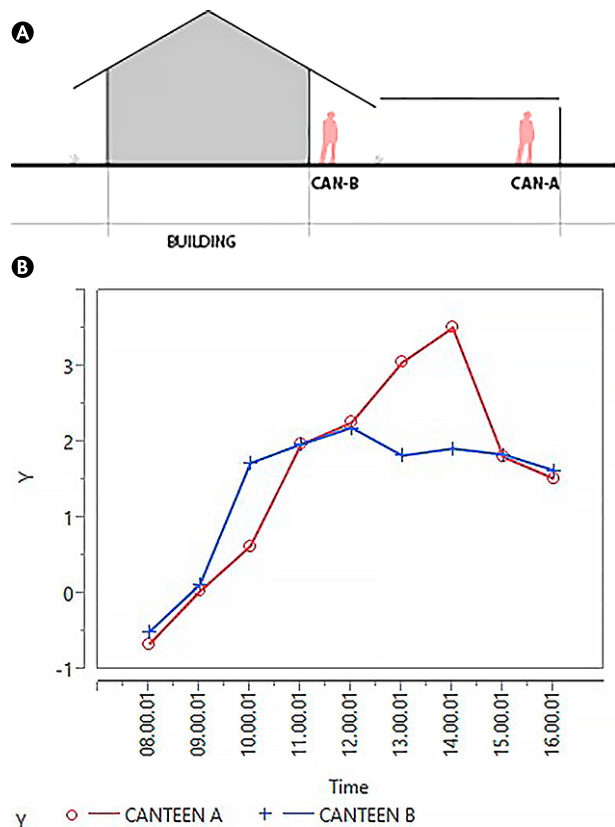 A
CAN-B CAN-A
BUILDING
B
3
2
1
0
-1
Y
08.00.01 09.00.01 10.00.01 11.00.01 12.00.01 13.00.01 14.00.01 15.00.01 16.00.01
Time
Y CANTEEN A CANTEEN B